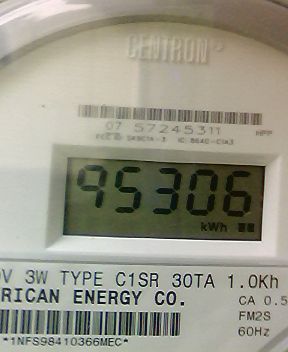 CENTRON®
07 57245311
95306
kWh
V 3W TYPE C1SR 30TA 1.0Kh
RICAN ENERGY CO.
CA 0.5
FM2S
60Hz
*1NFS98410366MEC*